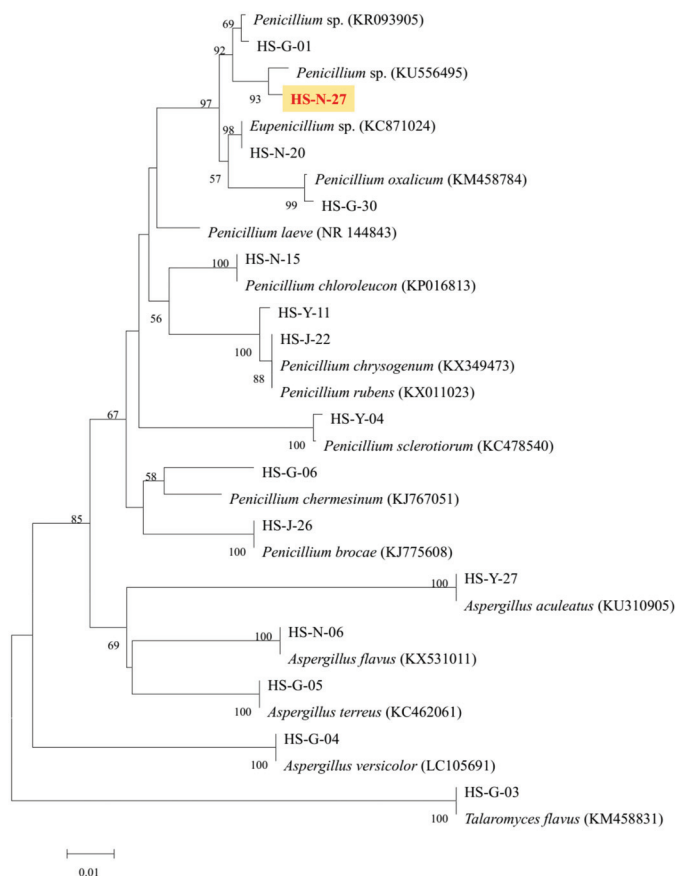 69
Penicillium sp. (KR093905)
HS-G-01
92
Penicillium sp. (KU556495)
93
HS-N-27
97
98
Eupenicillium sp. (KC871024)
HS-N-20
57
Penicillium oxalicum (KM458784)
99
HS-G-30
Penicillium laeve (NR 144843)
100
HS-N-15
Penicillium chloroleucon (KP016813)
56
HS-Y-11
100
HS-J-22
Penicillium chrysogenum (KX349473)
88
Penicillium rubens (KX011023)
67
HS-Y-04
100
Penicillium sclerotiorum (KC478540)
58
HS-G-06
Penicillium chermesinum (KJ767051)
85
HS-J-26
100
Penicillium brocae (KJ775608)
100
HS-Y-27
Aspergillus aculeatus (KU310905)
69
100
HS-N-06
Aspergillus flavus (KX531011)
HS-G-05
100
Aspergillus terreus (KC462061)
HS-G-04
100
Aspergillus versicolor (LC105691)
HS-G-03
100
Talaromyces flavus (KM458831)
0.01